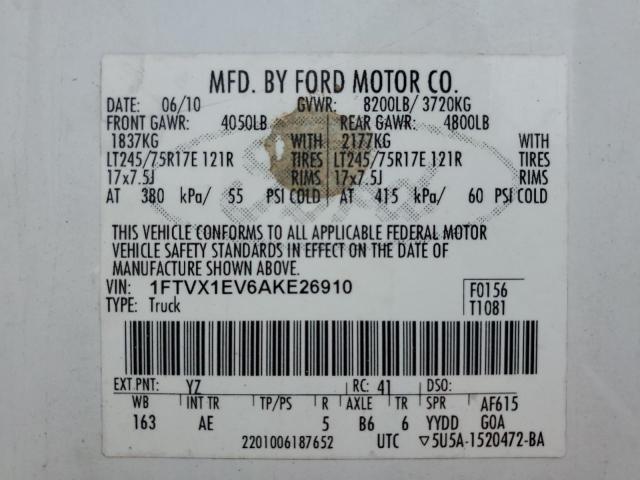 MFD. BY FORD MOTOR CO.
DATE: 06/10 GVWR: 8200LB/ 3720KG
FRONT GAWR: 4050LB REAR GAWR: 4800LB
1837KG WITH 2177KG WITH
LT245/75R17E 121R TIRES LT245/75R17E 121R TIRES
17x7.5J RIMS 17x7.5J RIMS
AT 380 kPa/ 55 PSI COLD AT 415 kPa/ 60 PSI COLD
THIS VEHICLE CONFORMS TO ALL APPLICABLE FEDERAL MOTOR
VEHICLE SAFETY STANDARDS IN EFFECT ON THE DATE OF
MANUFACTURE SHOWN ABOVE.
VIN: 1FTVX1EV6AKE26910 F0156
TYPE: Truck T1081
EXT PNT: YZ RC: 41 DSO:
WB INT TR TP/PS R AXLE TR SPR AF615
163 AE 5 B6 6 YYDD GOA
2201006187652 UTC ▽5U5A-1520472-BA